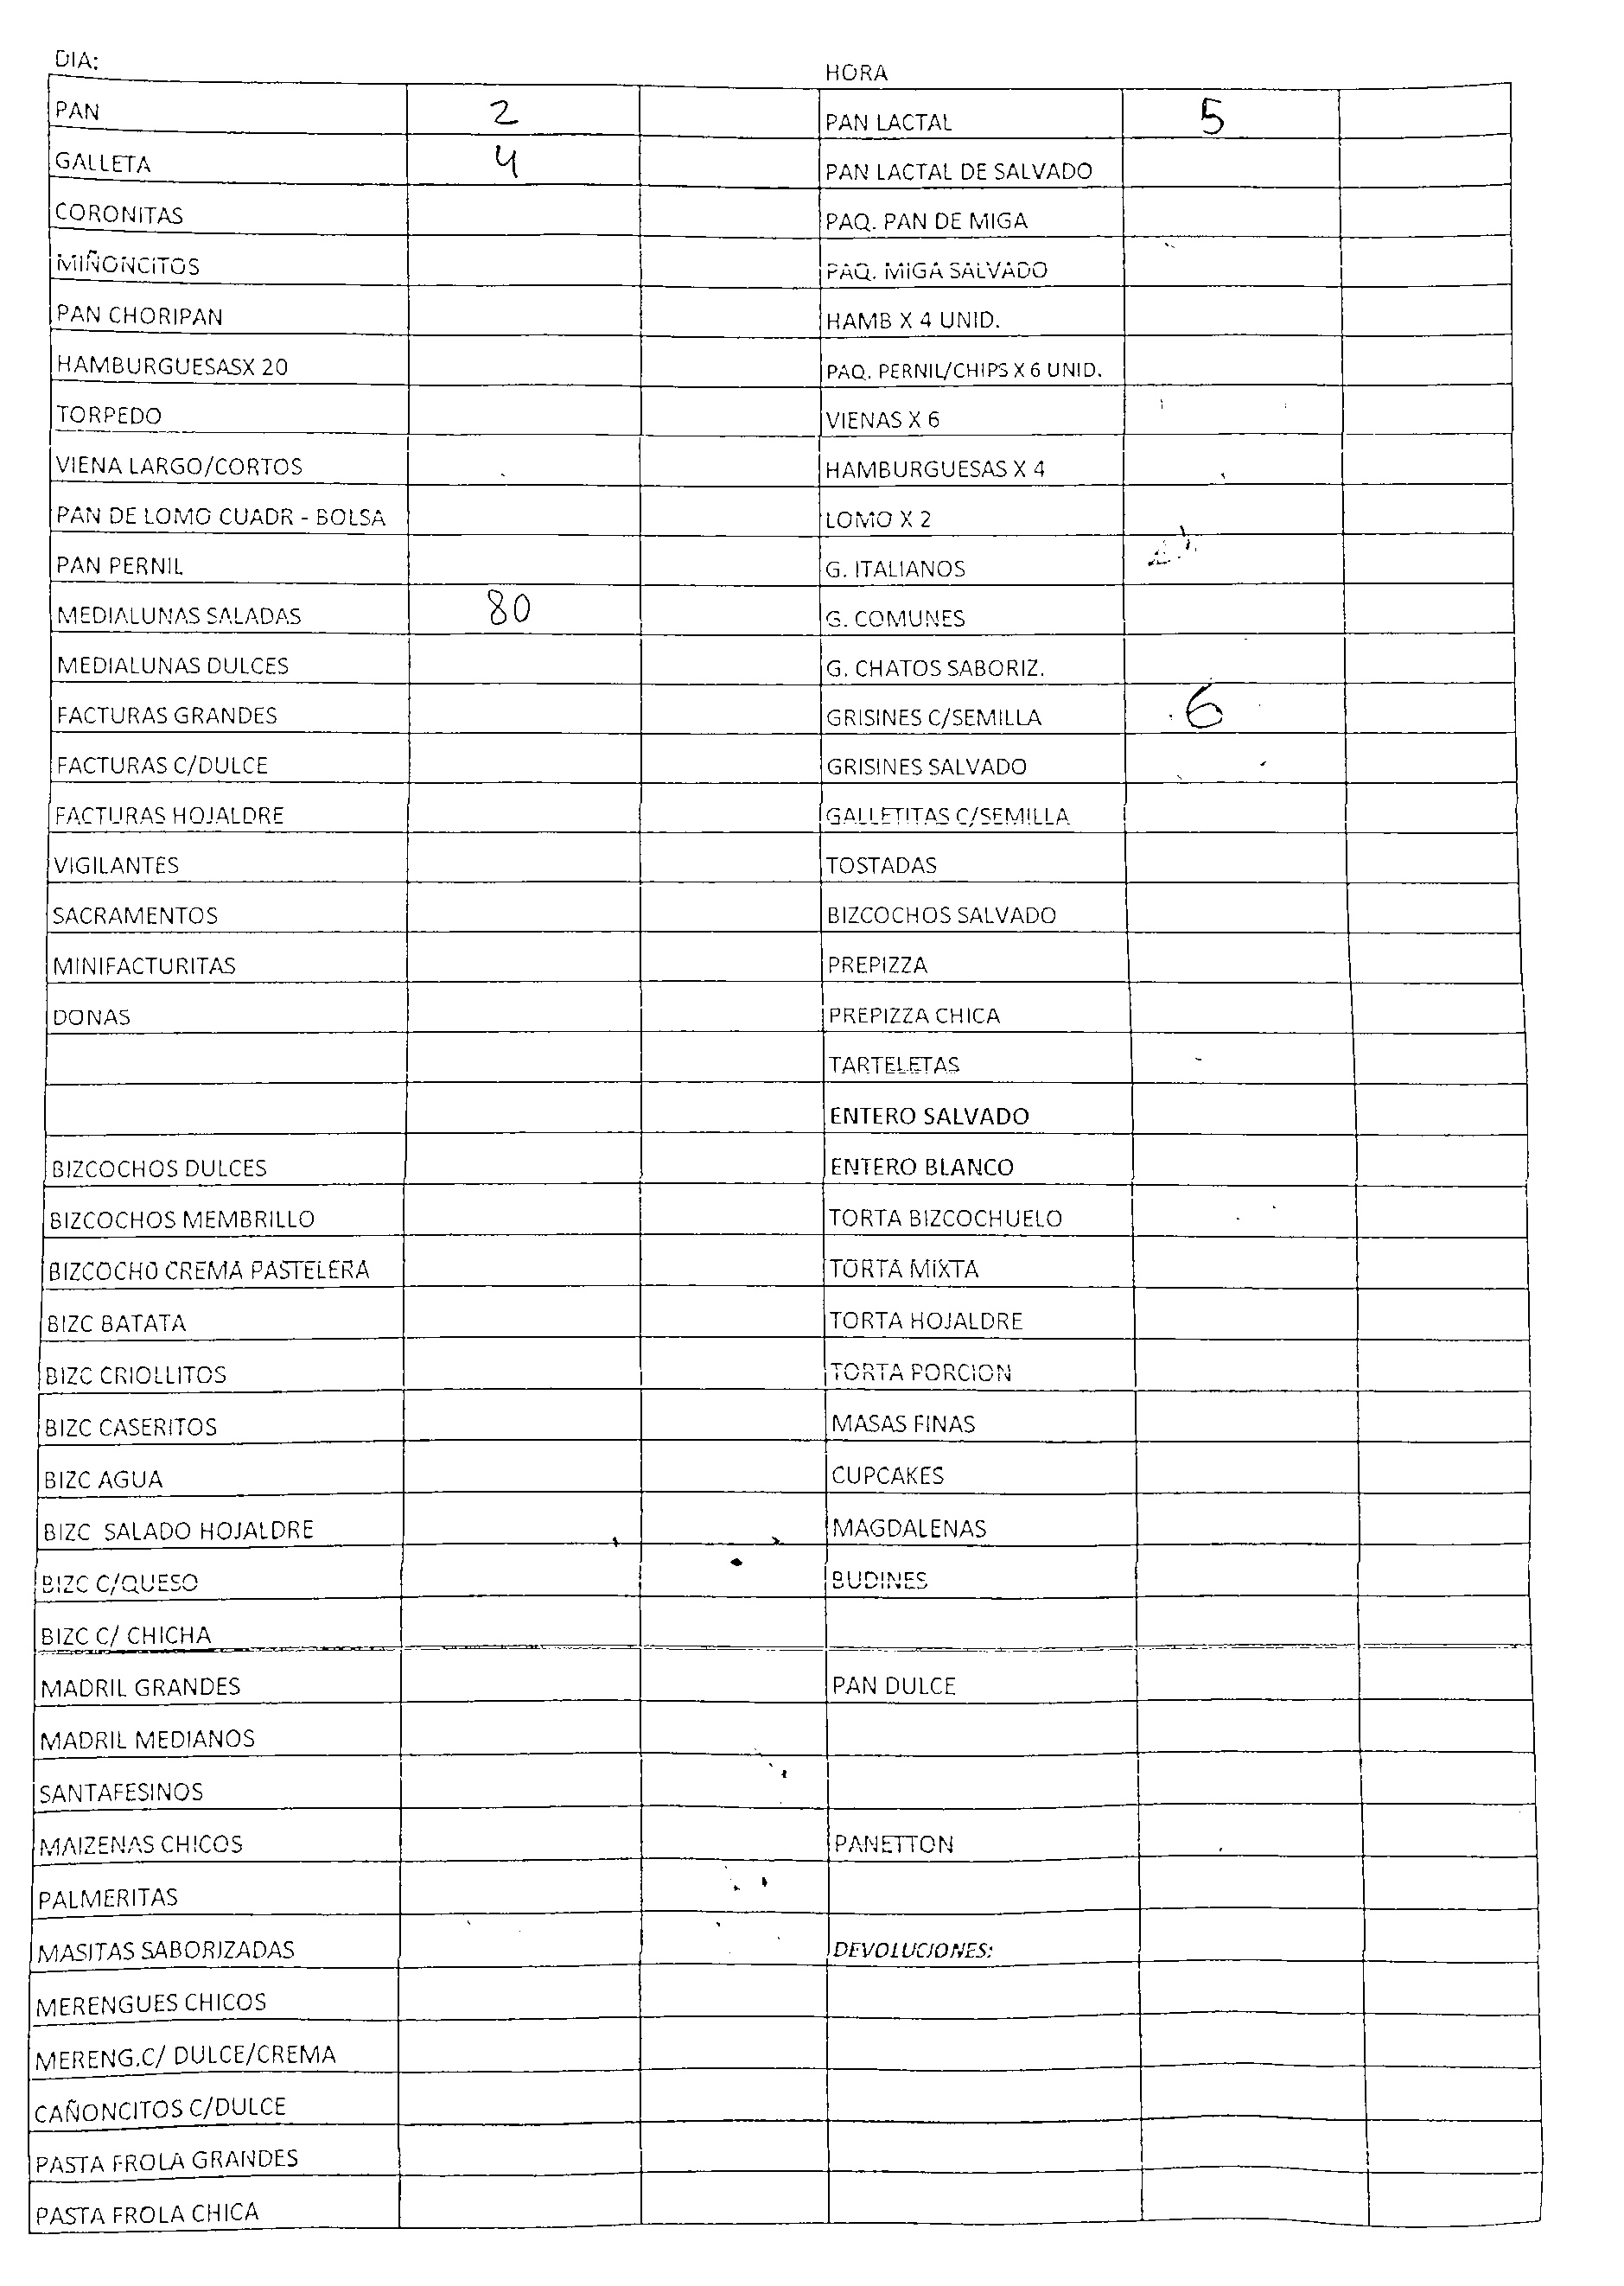 DIA: HORA
PAN 2 PAN LACTAL 5
GALLETA 4 PAN LACTAL DE SALVADO
CORONITAS PAQ. PAN DE MIGA
MIÑONCITOS PAQ. MIGA SALVADO
PAN CHORIPAN HAMB X 4 UNID.
HAMBURGUESASX 20 PAQ. PERNIL/CHIPS X 6 UNID.
TORPEDO VIENAS X 6
VIENA LARGO/CORTOS HAMBURGUESAS X 4
PAN DE LOMO CUADR - BOLSA LOMO X 2
PAN PERNIL G. ITALIANOS
MEDIALUNAS SALADAS 80 G. COMUNES
MEDIALUNAS DULCES G. CHATOS SABORIZ.
FACTURAS GRANDES GRISINES C/SEMILLA 6
FACTURAS C/DULCE GRISINES SALVADO
FACTURAS HOJALDRE GALLETITAS C/SEMILLA
VIGILANTES TOSTADAS
SACRAMENTOS BIZCOCHOS SALVADO
MINIFACTURITAS PREPIZZA
DONAS PREPIZZA CHICA
TARTELETAS
ENTERO SALVADO
BIZCOCHOS DULCES ENTERO BLANCO
BIZCOCHOS MEMBRILLO TORTA BIZCOCHUELO
BIZCOCHO CREMA PASTELERA TORTA MIXTA
BIZC BATATA TORTA HOJALDRE
BIZC CRIOLLITOS TORTA PORCION
BIZC CASERITOS MASAS FINAS
BIZC AGUA CUPCAKES
BIZC SALADO HOJALDRE MAGDALENAS
BIZC C/QUESO BUDINES
BIZC C/ CHICHA
MADRIL GRANDES PAN DULCE
MADRIL MEDIANOS
SANTAFESINOS
MAIZENAS CHICOS PANETTON
PALMERITAS
MASITAS SABORIZADAS DEVOLUCIONES:
MERENGUES CHICOS
MERENG.C/ DULCE/CREMA
CAÑONCITOS C/DULCE
PASTA FROLA GRANDES
PASTA FROLA CHICA